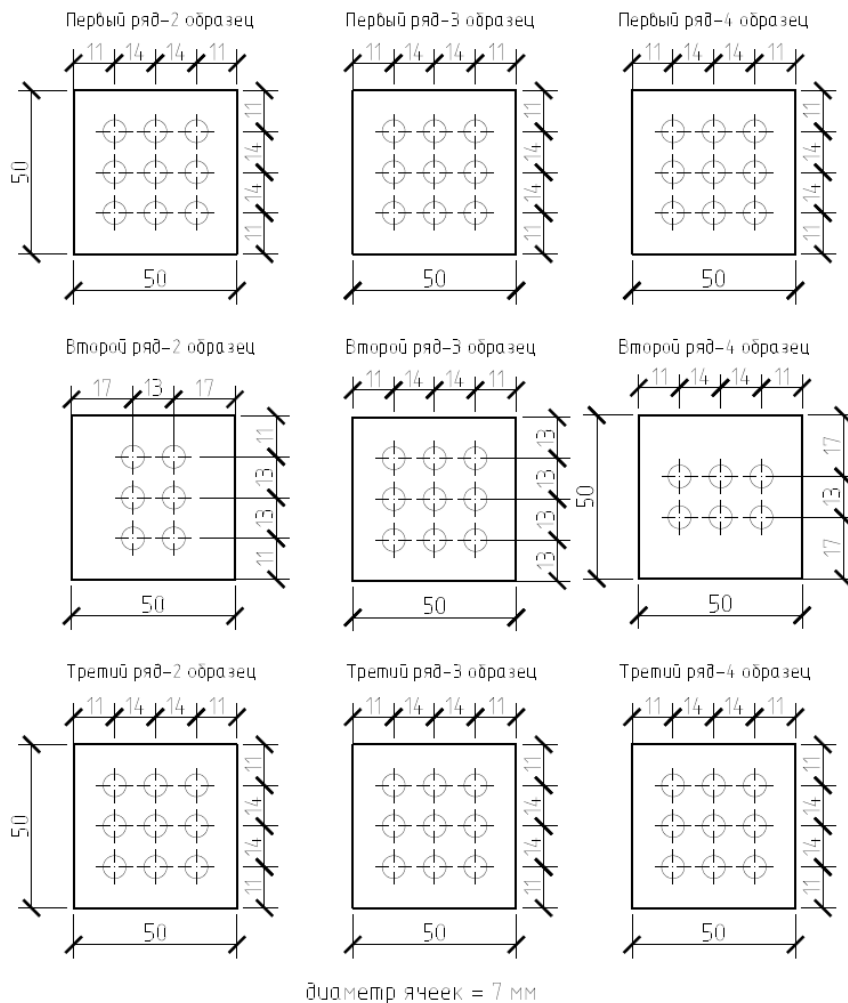 Первый ряд-2 образец
Первый ряд-3 образец
Первый ряд-4 образец
11 14 14 11
11 14 14 11
11 14 14 11
50
11
14
14
11
11
14
14
11
11
14
14
11
50
50
50
Второй ряд-2 образец
Второй ряд-3 образец
Второй ряд-4 образец
17 13 17
11 14 14 11
11 14 14 11
11
13
13
11
13
13
13
13
50
17
13
17
50
50
50
Третий ряд-2 образец
Третий ряд-3 образец
Третий ряд-4 образец
11 14 14 11
11 14 14 11
11 14 14 11
50
11
14
14
11
11
14
14
11
11
14
14
11
50
50
50
диаметр ячеек = 7 мм